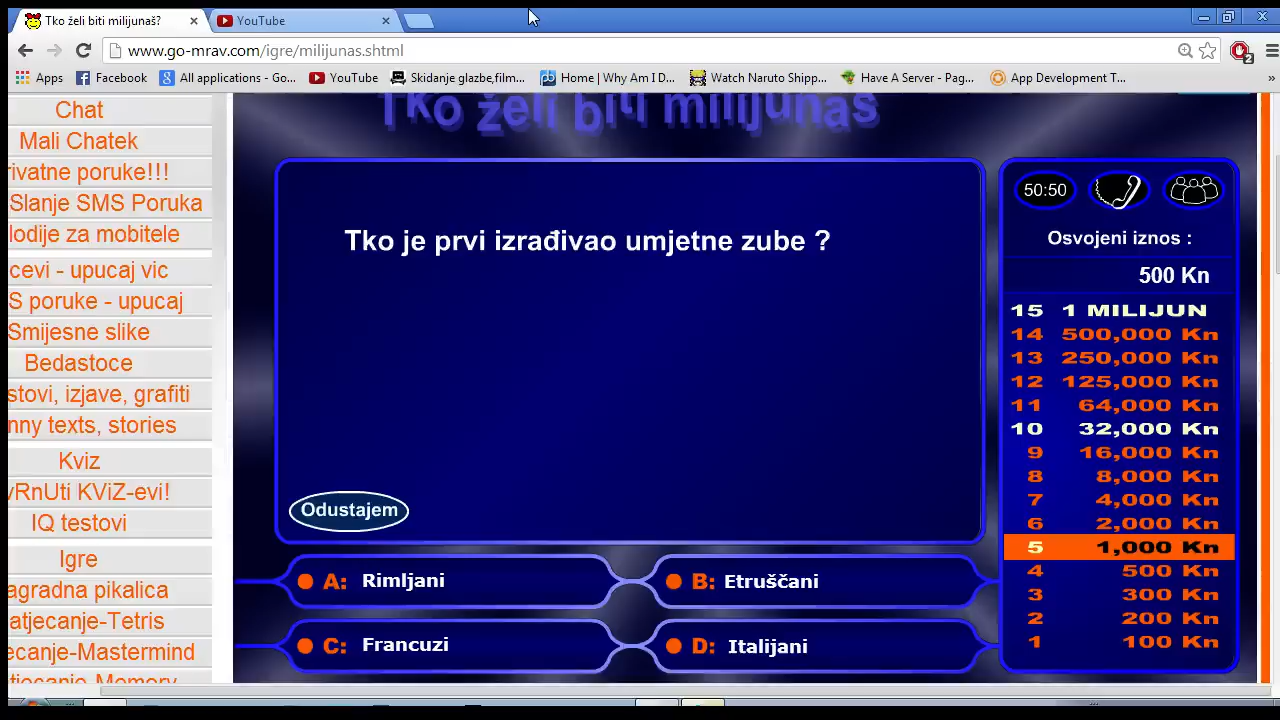 Tko želi biti milijunaš?
YouTube
www.go-mrav.com/igre/milijunas.shtml
Apps
Facebook
All applications - Go...
YouTube
Skidanje glazbe,film...
Home | Why Am I D...
Watch Naruto Shipp...
Have A Server - Pag...
App Development T...
»
2
Chat
Mali Chatek
rivatne poruke!!!
Slanje SMS Poruka
lodije za mobitele
cevi - upucaj vic
S poruke - upucaj
Smijesne slike
Bedastoce
stovi, izjave, grafiti
nny texts, stories
Kviz
vRnUti KViZ-evi!
IQ testovi
Igre
agradna pikalica
atjecanje-Tetris
ecanje-Mastermind
tjecanje-Memory
Tko želi biti milijunaš
Tko je prvi izrađivao umjetne zube ?
Odustajem
A: Rimljani
B: Etruščani
C: Francuzi
D: Italijani
50:50
Osvojeni iznos :
500 Kn
15 1 MILIJUN
14 500,000 Kn
13 250,000 Kn
12 125,000 Kn
11 64,000 Kn
10 32,000 Kn
9 16,000 Kn
8 8,000 Kn
7 4,000 Kn
6 2,000 Kn
5 1,000 Kn
4 500 Kn
3 300 Kn
2 200 Kn
1 100 Kn